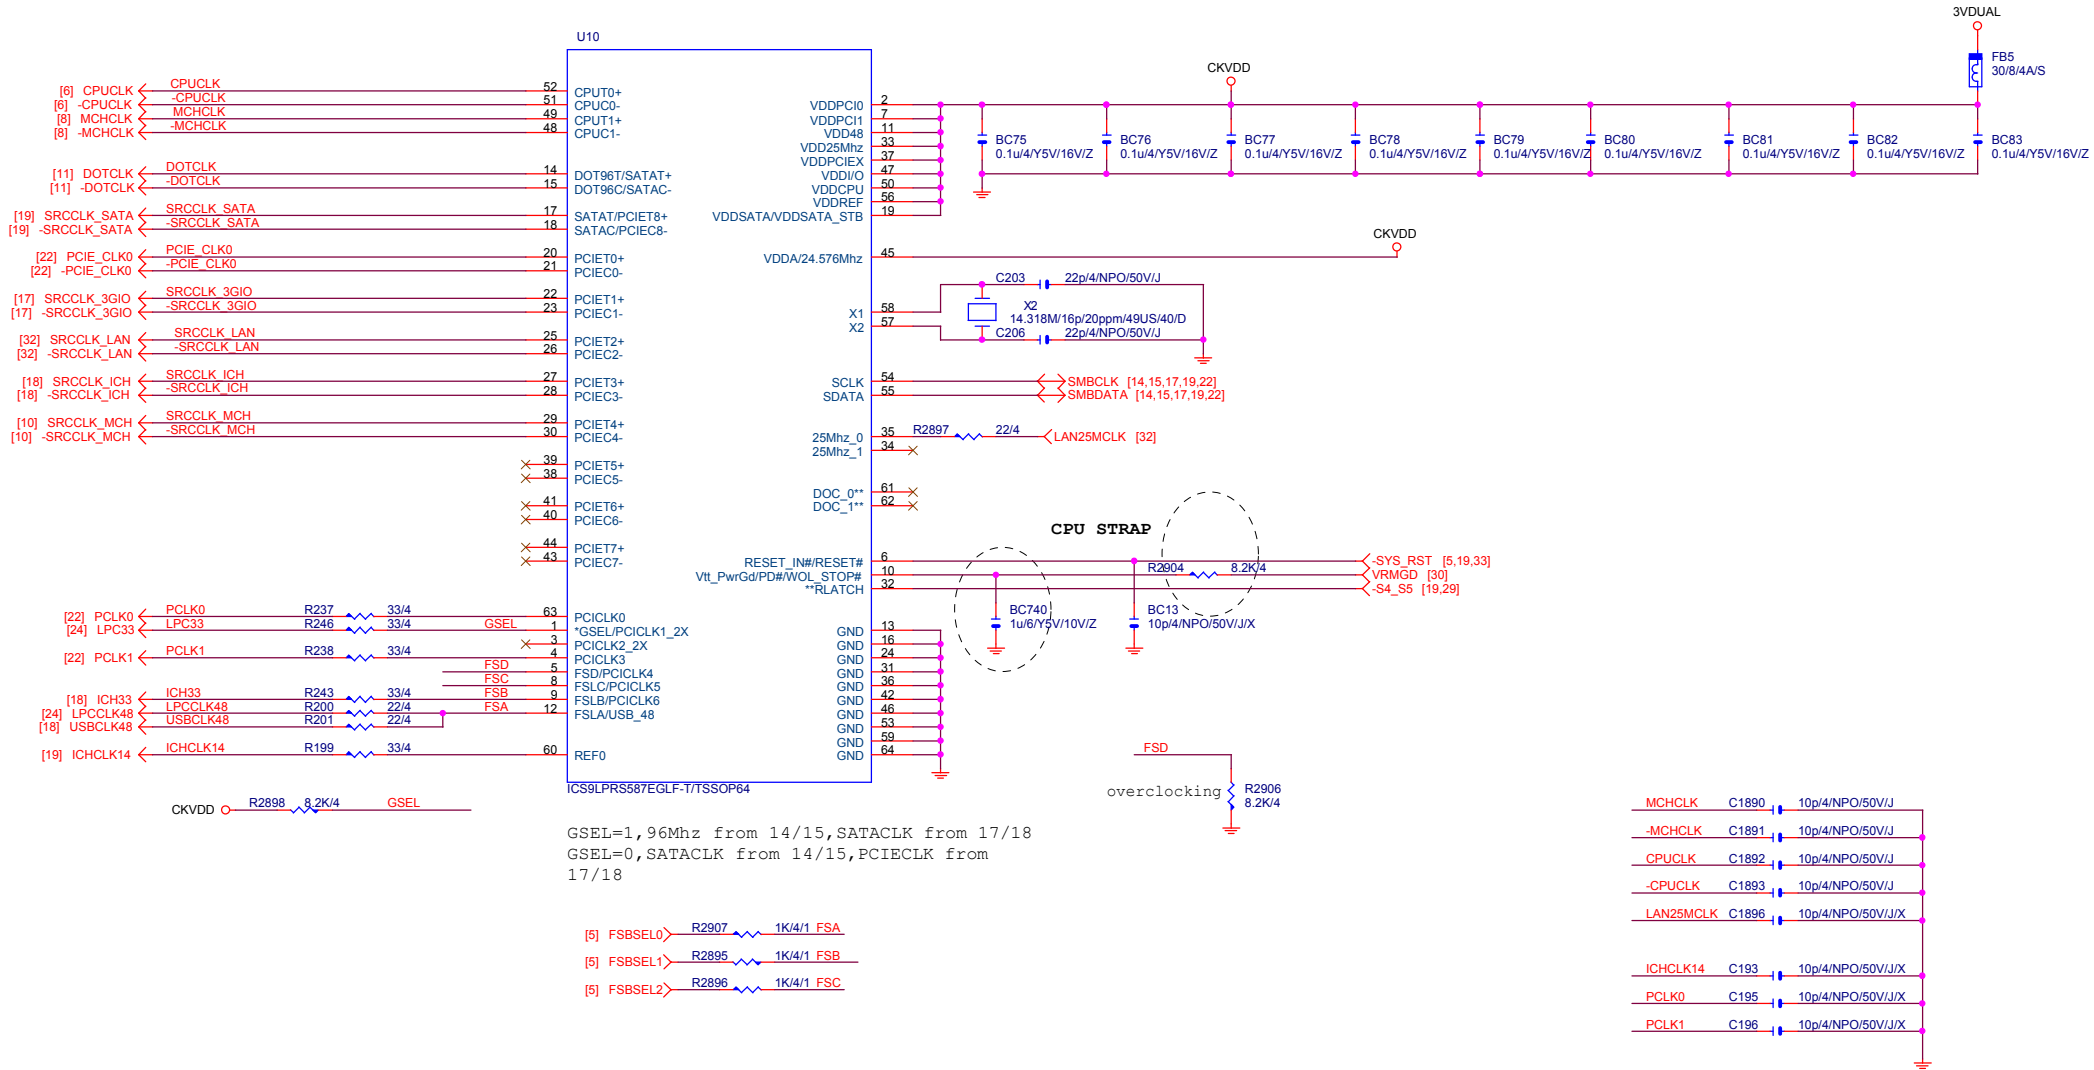 3VDUAL
U10
FB5
30/8/4A/S
CKVDD
[6] CPUCLK CPUCLK 52 CPUT0+
[6] -CPUCLK -CPUCLK 51 CPUC0-
[8] MCHCLK MCHCLK 49 CPUT1+
[8] -MCHCLK -MCHCLK 48 CPUC1-
[11] DOTCLK DOTCLK 14 DOT96T/SATAT+
[11] -DOTCLK -DOTCLK 15 DOT96C/SATAC-
[19] SRCCLK_SATA SRCCLK_SATA 17 SATAT/PCIET8+
[19] -SRCCLK_SATA -SRCCLK_SATA 18 SATAC/PCIEC8-
[22] PCIE_CLK0 PCIE_CLK0 20 PCIET0+
[22] -PCIE_CLK0 -PCIE_CLK0 21 PCIEC0-
[17] SRCCLK_3GIO SRCCLK_3GIO 22 PCIET1+
[17] -SRCCLK_3GIO -SRCCLK_3GIO 23 PCIEC1-
[32] SRCCLK_LAN SRCCLK_LAN 25 PCIET2+
[32] -SRCCLK_LAN -SRCCLK_LAN 26 PCIEC2-
[18] SRCCLK_ICH SRCCLK_ICH 27 PCIET3+
[18] -SRCCLK_ICH -SRCCLK_ICH 28 PCIEC3-
[10] SRCCLK_MCH SRCCLK_MCH 29 PCIET4+
[10] -SRCCLK_MCH -SRCCLK_MCH 30 PCIEC4-
39 PCIET5+
38 PCIEC5-
41 PCIET6+
40 PCIEC6-
44 PCIET7+
43 PCIEC7-
[22] PCLK0 PCLK0 R237 33/4 63 PCICLK0
[24] LPC33 LPC33 R246 33/4 GSEL 1 *GSEL/PCICLK1_2X
3 PCICLK2_2X
[22] PCLK1 PCLK1 R238 33/4 4 PCICLK3
FSD 5 FSD/PCICLK4
FSC 8 FSLC/PCICLK5
[18] ICH33 ICH33 R243 33/4 FSB 9 FSLB/PCICLK6
[24] LPCCLK48 LPCCLK48 R200 22/4 FSA 12 FSLA/USB_48
[18] USBCLK48 USBCLK48 R201 22/4
[19] ICHCLK14 ICHCLK14 R199 33/4 60 REF0
VDDPCI0 2
VDDPCI1 7
VDD48 11
VDD25Mhz 33
VDDPCIEX 37
VDDI/O 47
VDDCPU 50
VDDREF 56
VDDSATA/VDDSATA_STB 19
BC75 BC76 BC77 BC78 BC79 BC80 BC81 BC82 BC83
0.1u/4/Y5V/16V/Z 0.1u/4/Y5V/16V/Z 0.1u/4/Y5V/16V/Z 0.1u/4/Y5V/16V/Z 0.1u/4/Y5V/16V/Z 0.1u/4/Y5V/16V/Z 0.1u/4/Y5V/16V/Z 0.1u/4/Y5V/16V/Z 0.1u/4/Y5V/16V/Z
CKVDD
VDDA/24.576Mhz 45
C203 22p/4/NPO/50V/J
X2
14.318M/16p/20ppm/49US/40/D
X1 58
X2 57
C206 22p/4/NPO/50V/J
SCLK 54 SMBCLK [14,15,17,19,22]
SDATA 55 SMBDATA [14,15,17,19,22]
25Mhz_0 35 R2897 22/4 LAN25MCLK [32]
25Mhz_1 34
DOC_0** 61
DOC_1** 62
CPU STRAP
RESET_IN#/RESET# 6 -SYS_RST [5,19,33]
Vtt_PwrGd/PD#/WOL_STOP# 10 R2904 8.2K/4 VRMGD [30]
**RLATCH 32 -S4_S5 [19,29]
BC740
1u/6/Y5V/10V/Z
BC13
10p/4/NPO/50V/J/X
GND 13
GND 16
GND 24
GND 31
GND 36
GND 42
GND 46
GND 53
GND 59
GND 64
ICS9LPRS587EGLF-T/TSSOP64
FSD
overclocking
R2906
8.2K/4
CKVDD R2898 8.2K/4 GSEL
GSEL=1,96Mhz from 14/15,SATACLK from 17/18
GSEL=0,SATACLK from 14/15,PCIECLK from
17/18
[5] FSBSEL0 R2907 1K/4/1 FSA
[5] FSBSEL1 R2895 1K/4/1 FSB
[5] FSBSEL2 R2896 1K/4/1 FSC
MCHCLK C1890 10p/4/NPO/50V/J
-MCHCLK C1891 10p/4/NPO/50V/J
CPUCLK C1892 10p/4/NPO/50V/J
-CPUCLK C1893 10p/4/NPO/50V/J
LAN25MCLK C1896 10p/4/NPO/50V/J/X
ICHCLK14 C193 10p/4/NPO/50V/J/X
PCLK0 C195 10p/4/NPO/50V/J/X
PCLK1 C196 10p/4/NPO/50V/J/X